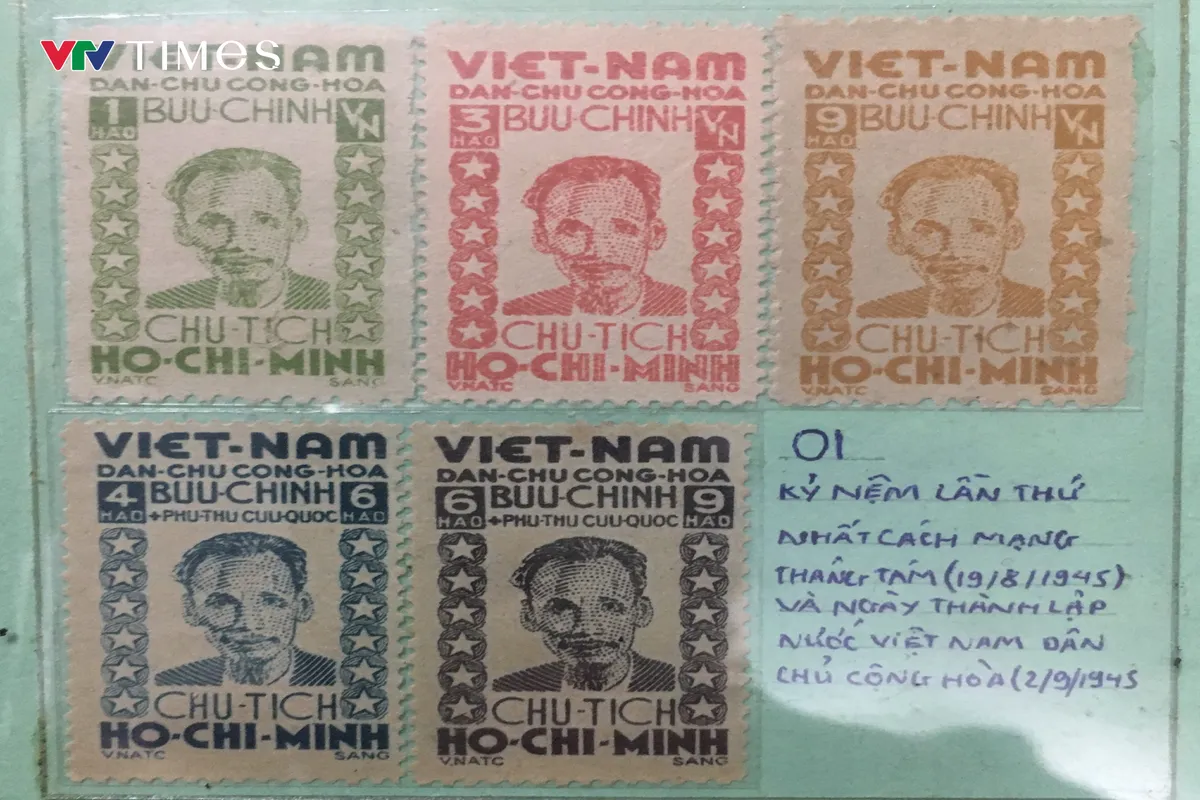 VTV TIMES
VIET-NAM
DAN-CHU CONG-HOA
1 HAO BUU-CHINH VN
CHU-TICH
HO-CHI-MINH
V.NATC SANG
VIET-NAM
DAN-CHU CONG-HOA
3 HAO BUU-CHINH VN
CHU-TICH
HO-CHI-MINH
V.NATC SANG
VIET-NAM
DAN-CHU CONG-HOA
9 HAO BUU-CHINH VN
CHU-TICH
HO-CHI-MINH
V.NATC SANG
VIET-NAM
DAN-CHU CONG-HOA
4 HAO BUU-CHINH 6 HAO
+PHU-THU CUU-QUOC
CHU-TICH
HO-CHI-MINH
V.NATC SANG
VIET-NAM
DAN-CHU CONG-HOA
6 HAO BUU-CHINH 9 HAO
+PHU-THU CUU-QUOC
CHU-TICH
HO-CHI-MINH
V.NATC SANG
01
KỶ NỆM LẦN THỨ
NHẤT CÁCH MẠNG
THÁNG TÁM (19/8/1945)
VÀ NGÀY THÀNH LẬP
NƯỚC VIỆT NAM DÂN
CHỦ CỘNG HÒA (2/9/1945